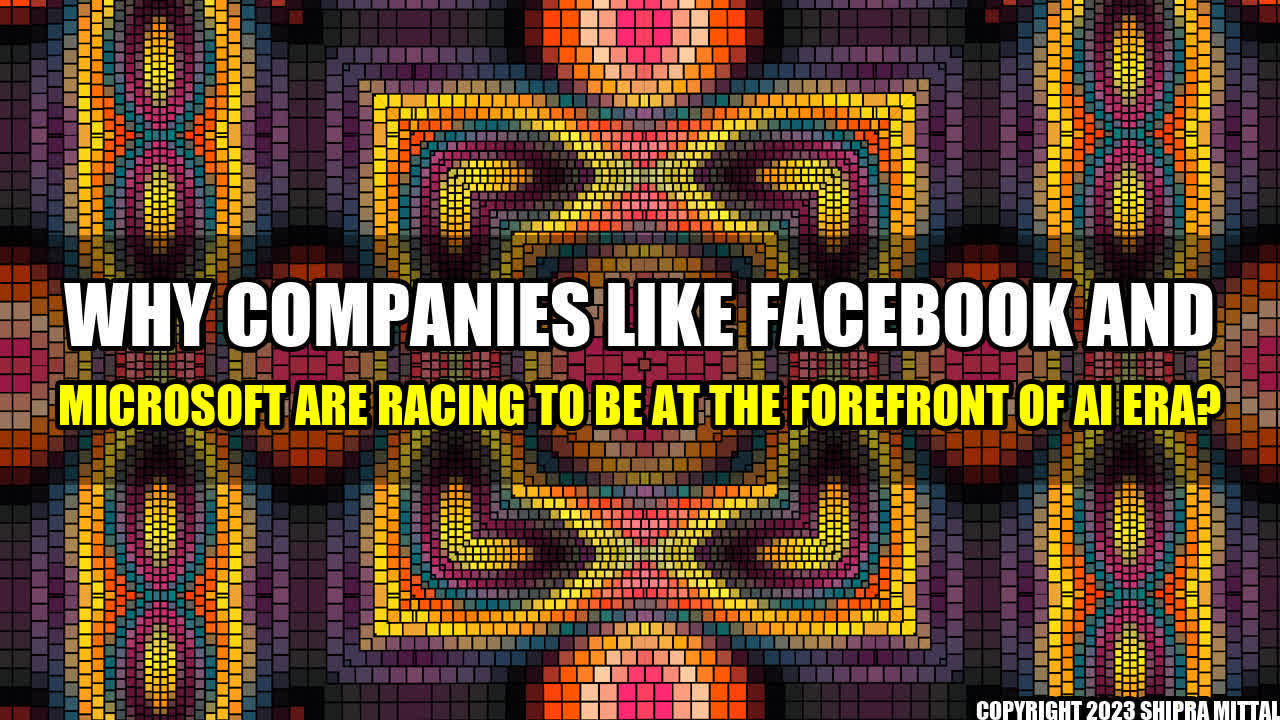 WHY COMPANIES LIKE FACEBOOK AND
MICROSOFT ARE RACING TO BE AT THE FOREFRONT OF AI ERA?
COPYRIGHT 2023 SHIPRA MITTAL